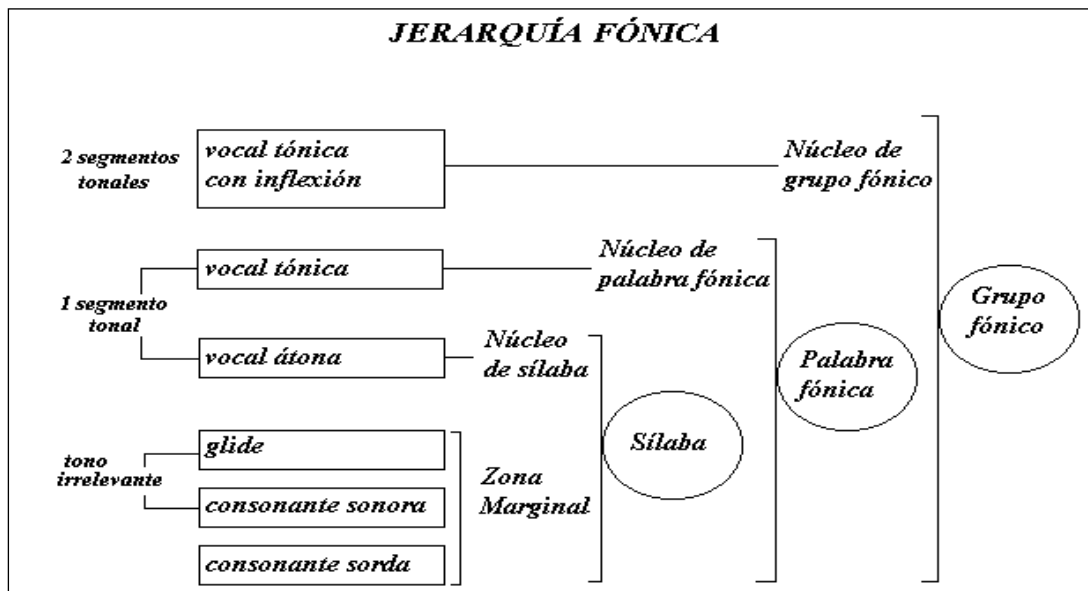 JERARQUÍA FÓNICA
2 segmentos
tonales
vocal tónica
con inflexión
Núcleo de
grupo fónico
1 segmento
tonal
vocal tónica
Núcleo de
palabra fónica
vocal átona
Núcleo
de sílaba
tono
irrelevante
glide
consonante sonora
consonante sorda
Zona
Marginal
Sílaba
Palabra
fónica
Grupo
fónico